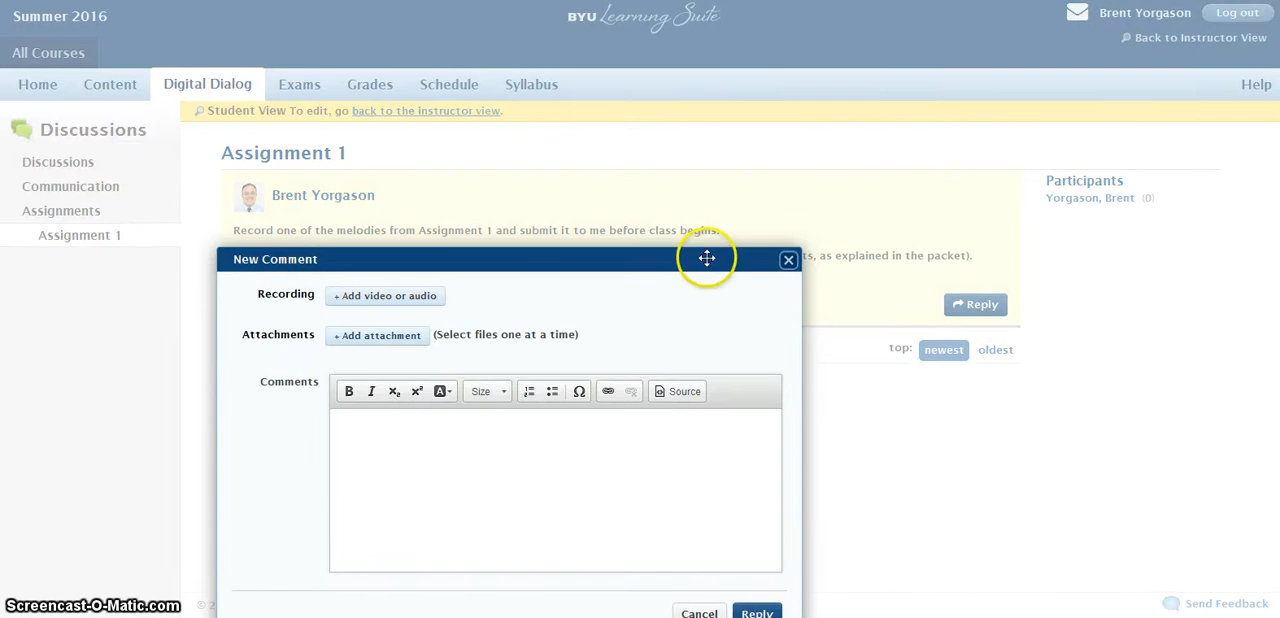 Summer 2016
BYU Learning Suite
Brent Yorgason
Log out
Back to Instructor View
All Courses
Home
Content
Digital Dialog
Exams
Grades
Schedule
Syllabus
Help
Student View To edit, go back to the instructor view.
Discussions
Discussions
Communication
Assignments
Assignment 1
Assignment 1
Brent Yorgason
Record one of the melodies from Assignment 1 and submit it to me before class begins.
ts, as explained in the packet).
Reply
top: newest oldest
Participants
Yorgason, Brent (0)
New Comment
Recording + Add video or audio
Attachments + Add attachment (Select files one at a time)
Comments
B I x₂ x² A Size Ω Source
Cancel Reply
Screencast-O-Matic.com
© 2
Send Feedback